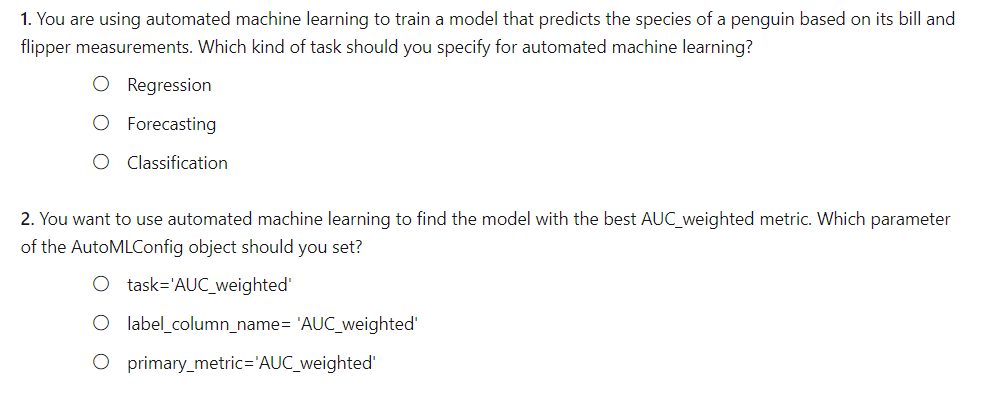 1. You are using automated machine learning to train a model that predicts the species of a penguin based on its bill and
flipper measurements. Which kind of task should you specify for automated machine learning?
Regression
Forecasting
Classification
2. You want to use automated machine learning to find the model with the best AUC_weighted metric. Which parameter
of the AutoMLConfig object should you set?
task='AUC_weighted'
label_column_name= 'AUC_weighted'
primary_metric='AUC_weighted'